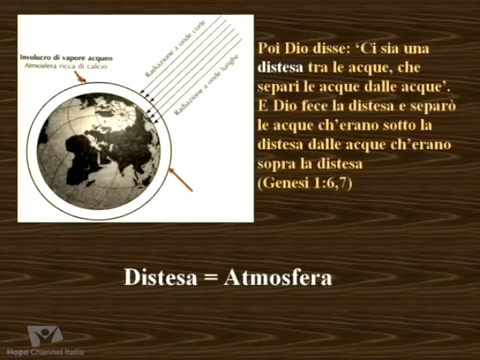 Involucro di vapore acqueo
Atmosfera ricca di calcio
Radiazione a onde corte
Radiazione a onde lunghe
Poi Dio disse: ‘Ci sia una
distesa tra le acque, che
separi le acque dalle acque’.
E Dio fece la distesa e separò
le acque ch’erano sotto la
distesa dalle acque ch’erano
sopra la distesa
(Genesi 1:6,7)
Distesa = Atmosfera
Hope Channel Italia